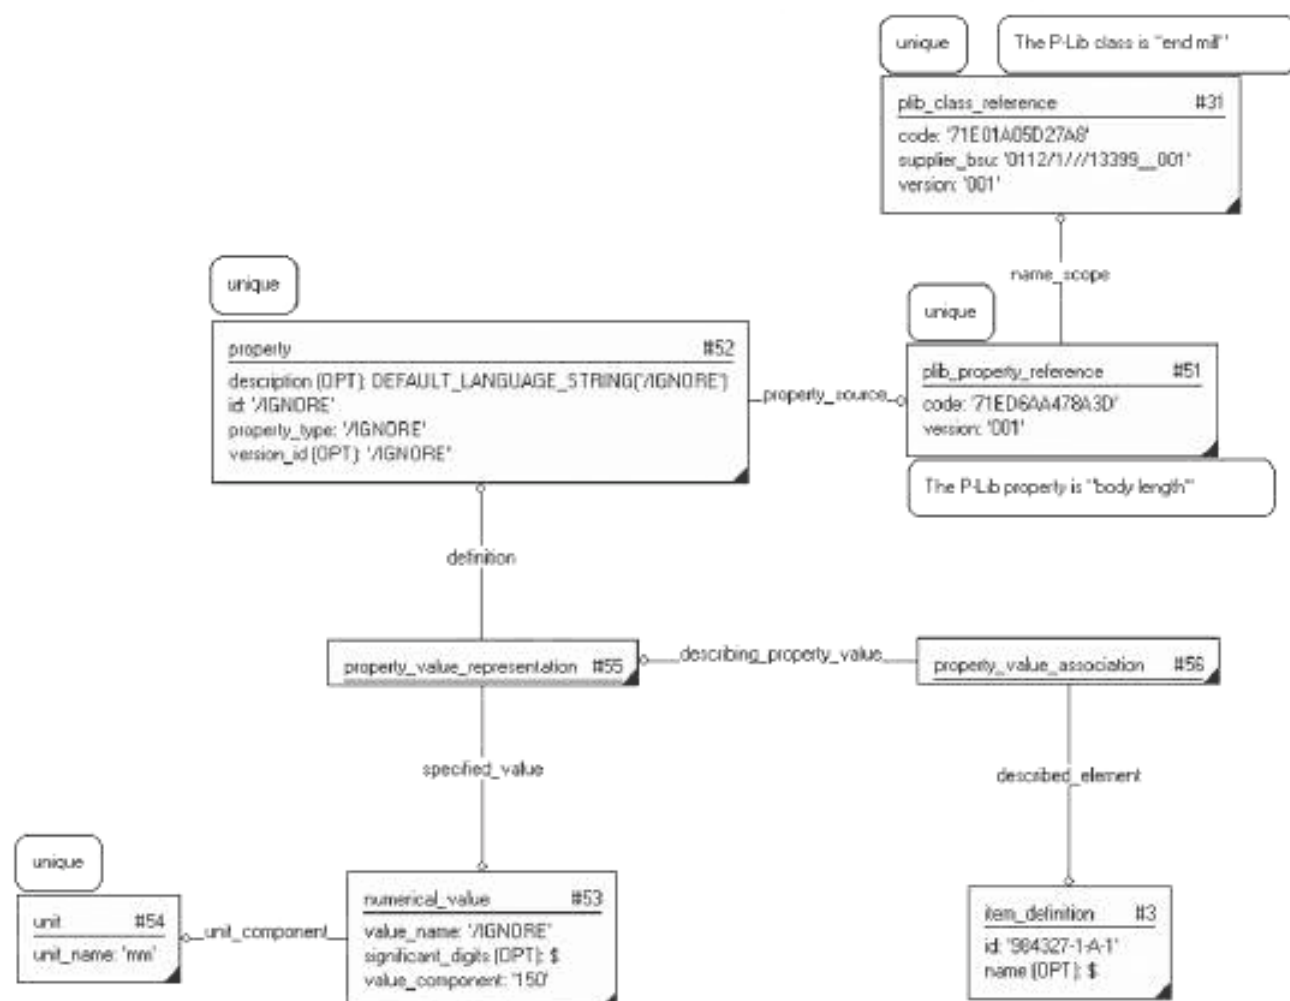 unique
The P-Lib class is "end mill"
plib_class_reference #31
code: '71E01A05D27A8'
supplier_bsu: '0112/1///13399__001'
version: '001'
name_scope
unique
unique
property #52
description (OPT): DEFAULT_LANGUAGE_STRING('/IGNORE')
id: '/IGNORE'
property_type: '/IGNORE'
version_id (OPT): '/IGNORE'
property_source
plib_property_reference #51
code: '71ED6AA478A3D'
version: '001'
The P-Lib property is "body length"
definition
property_value_representation #55
describing_property_value
property_value_association #56
specified_value
described_element
unique
unit #54
unit_name: 'mm'
unit_component
numerical_value #53
value_name: '/IGNORE'
significant_digits (OPT): $
value_component: '150'
item_definition #3
id: '984327-1-A-1'
name (OPT): $